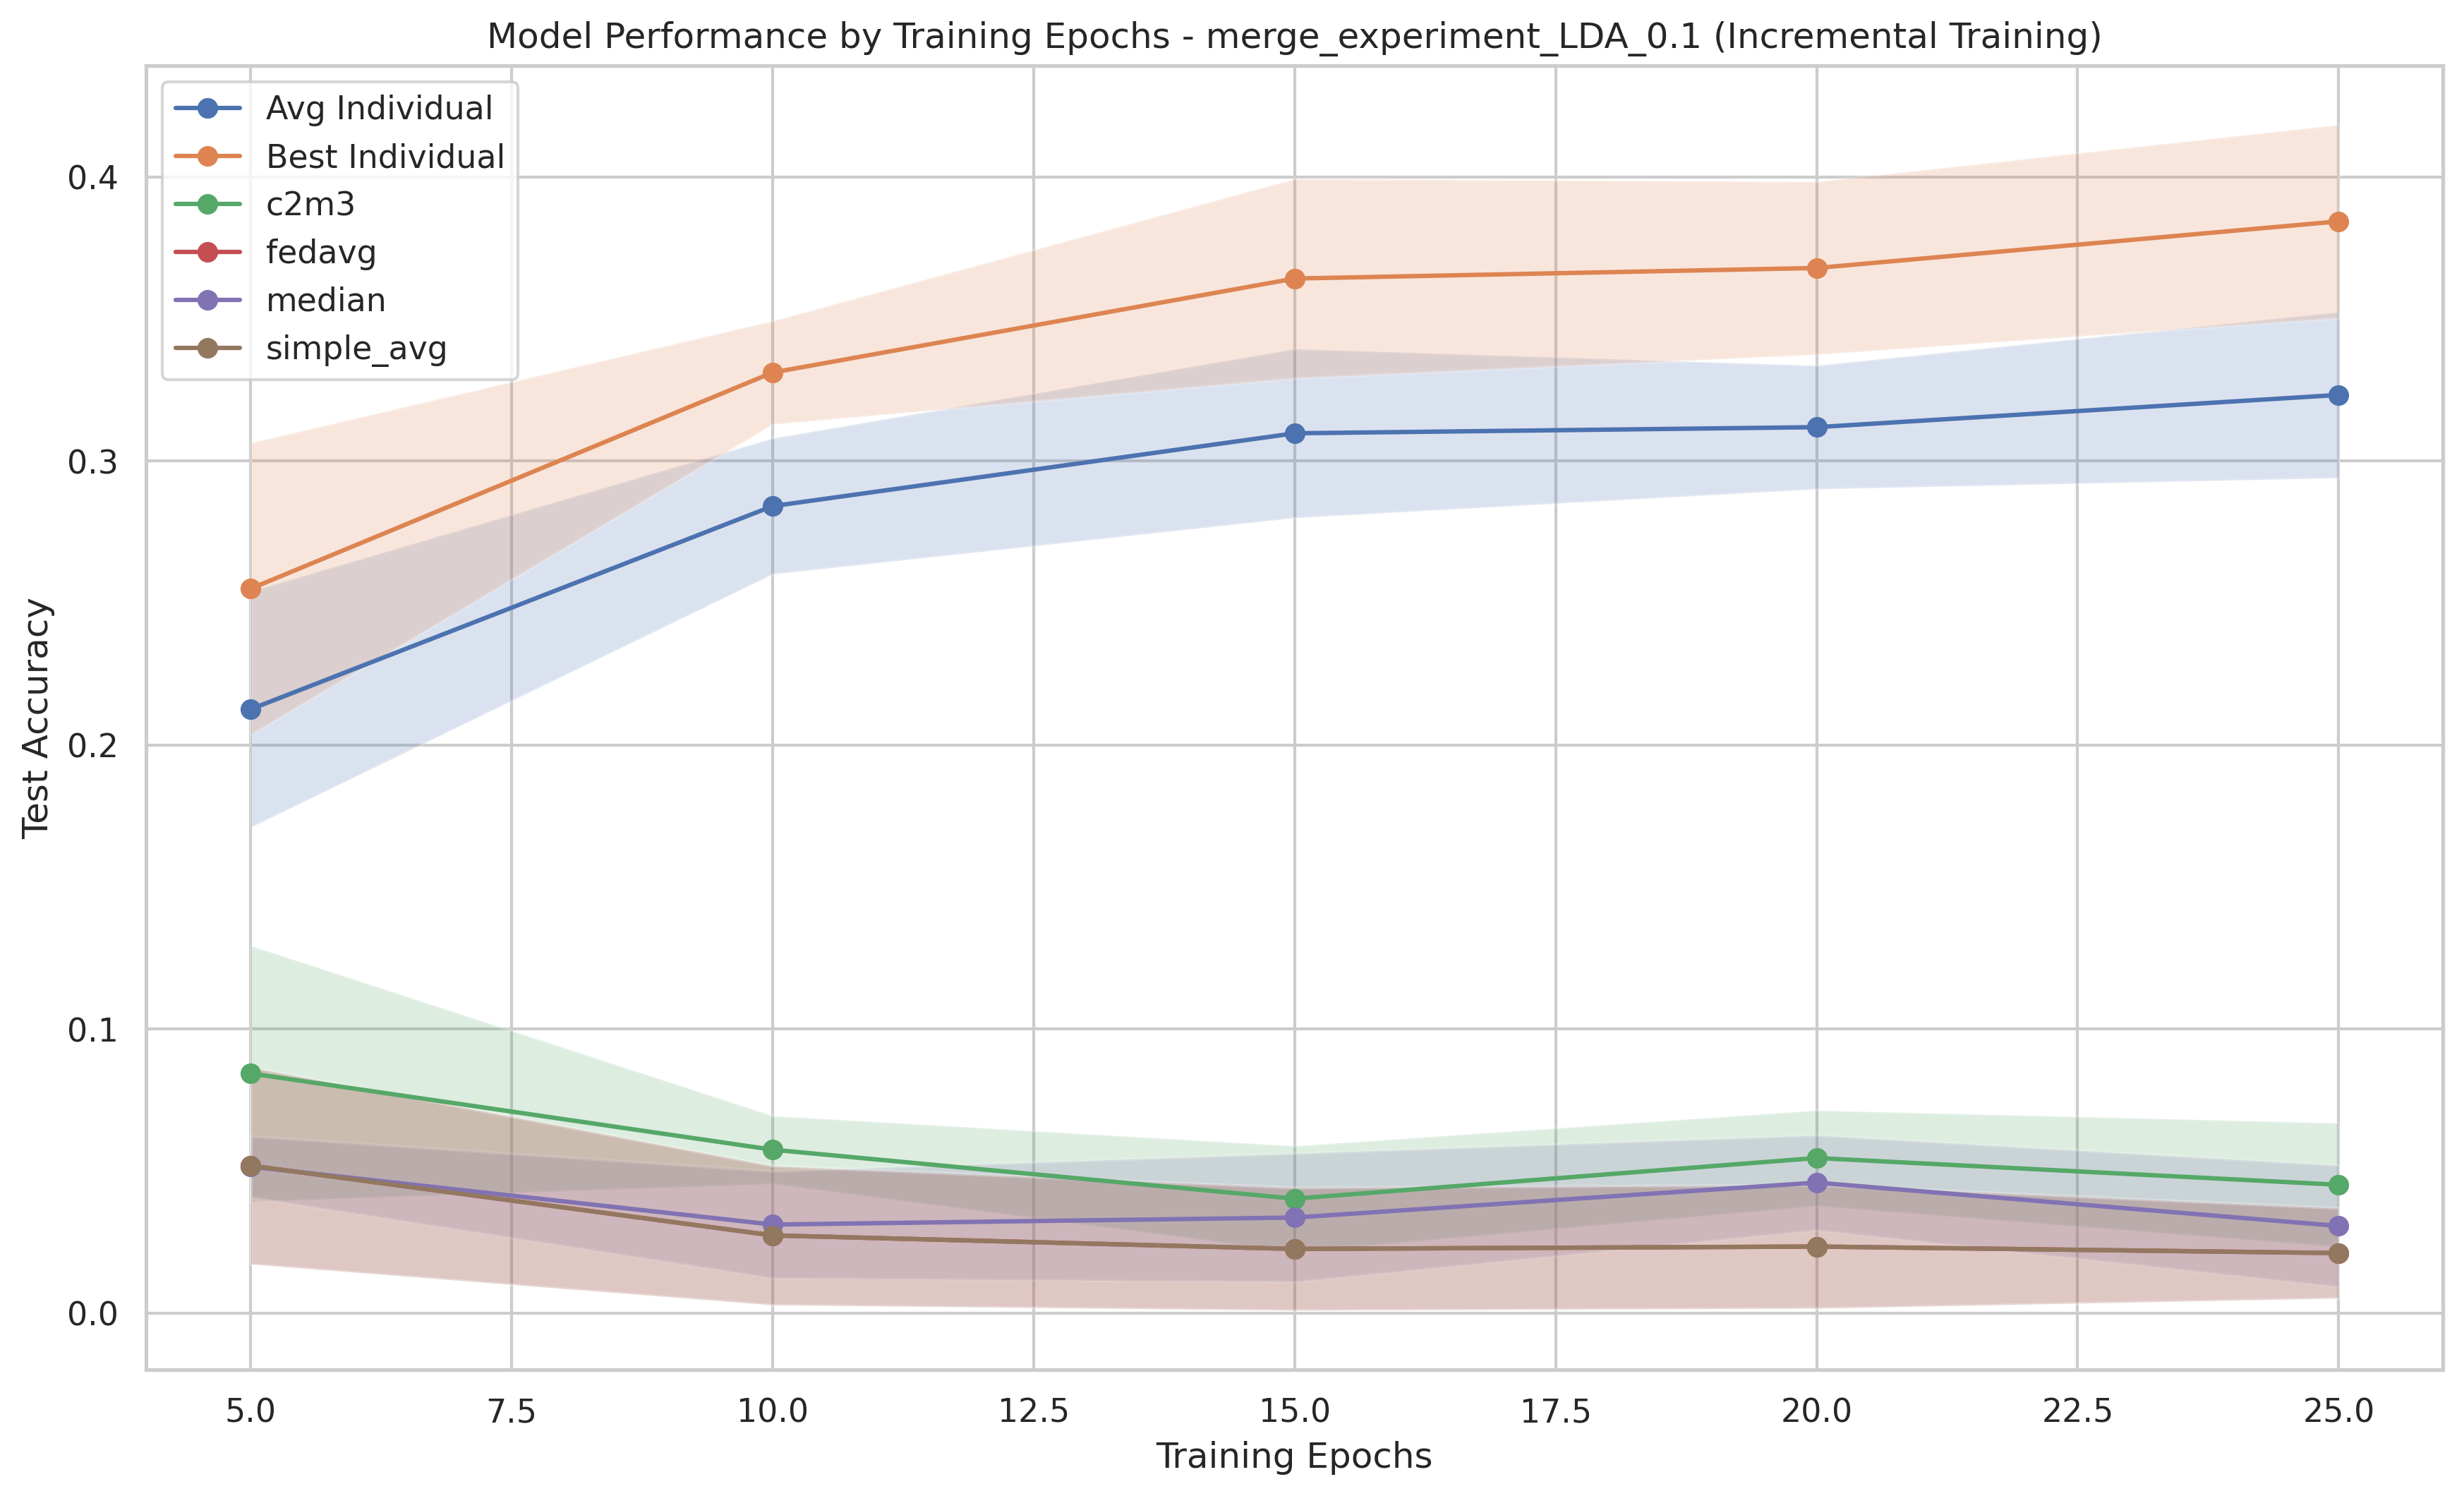 Model Performance by Training Epochs - merge_experiment_LDA_0.1 (Incremental Training)
Avg Individual
Best Individual
c2m3
fedavg
median
simple_avg
0.4
0.3
0.2
0.1
0.0
Test Accuracy
5.0 7.5 10.0 12.5 15.0 17.5 20.0 22.5 25.0
Training Epochs